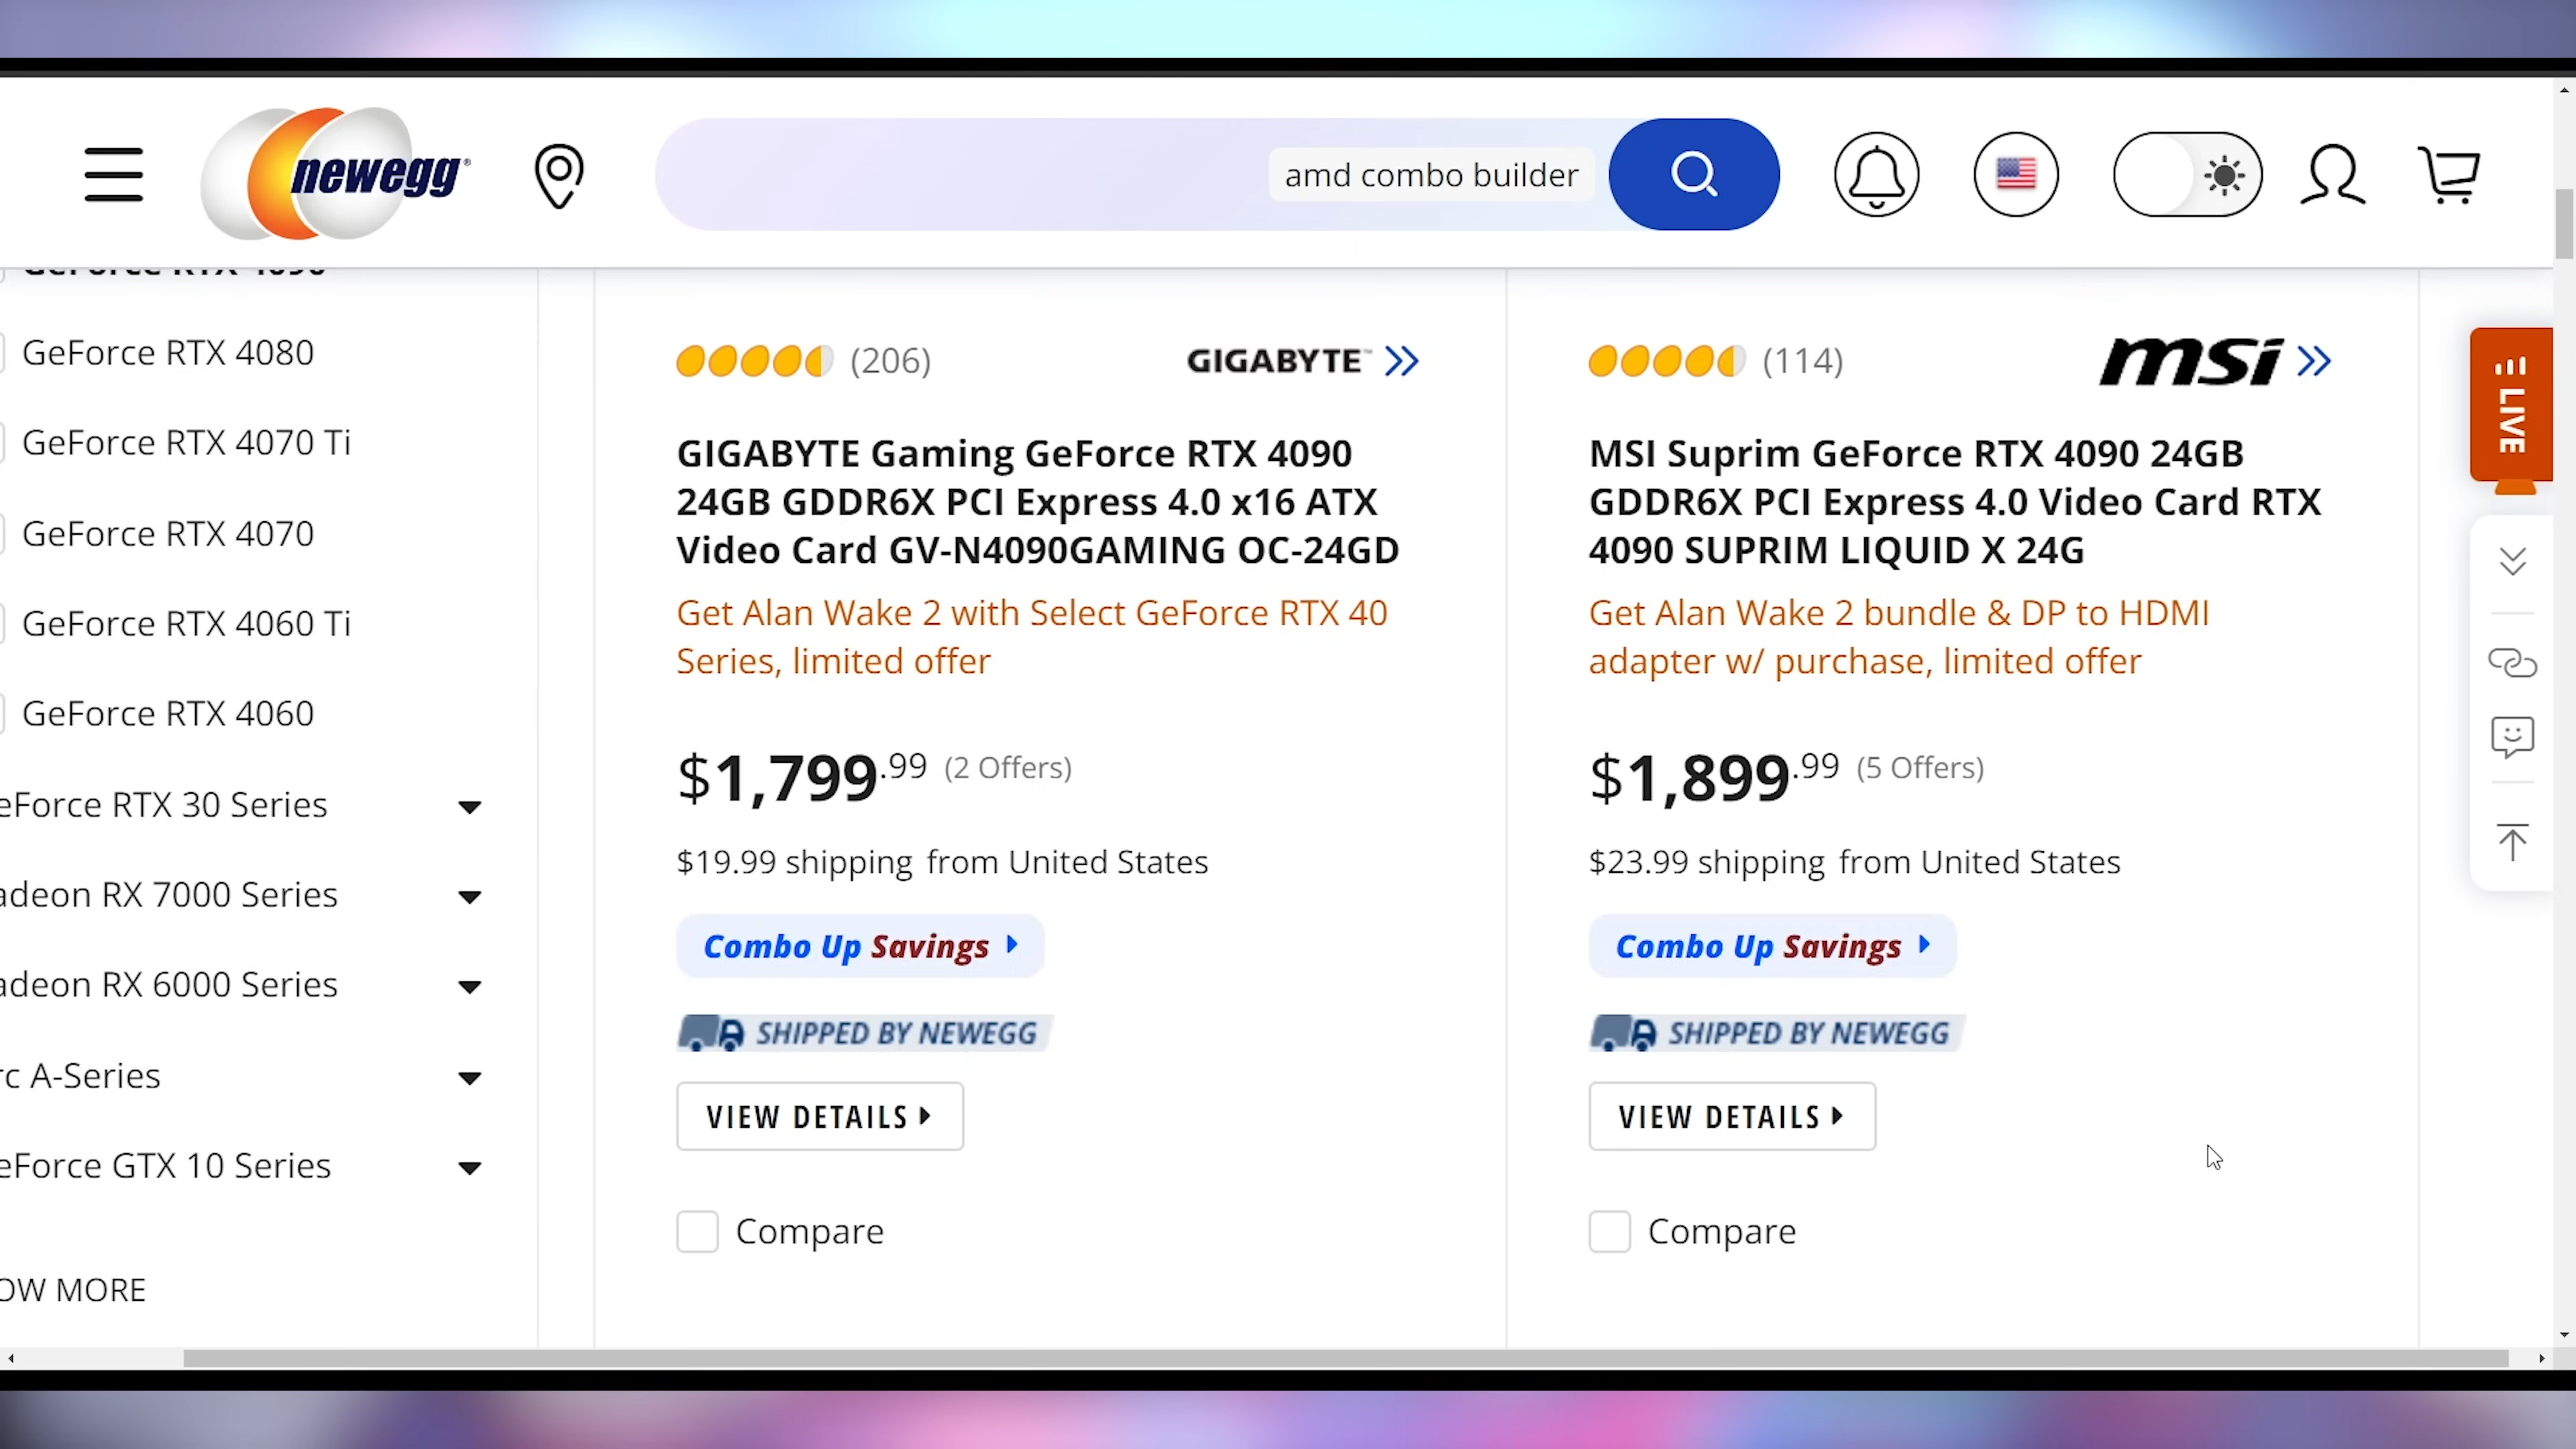 newegg
amd combo builder
GeForce RTX 4090
GeForce RTX 4080
GeForce RTX 4070 Ti
GeForce RTX 4070
GeForce RTX 4060 Ti
GeForce RTX 4060
eForce RTX 30 Series
adeon RX 7000 Series
adeon RX 6000 Series
rc A-Series
eForce GTX 10 Series
OW MORE
(206)
GIGABYTE™
GIGABYTE Gaming GeForce RTX 4090
24GB GDDR6X PCI Express 4.0 x16 ATX
Video Card GV-N4090GAMING OC-24GD
Get Alan Wake 2 with Select GeForce RTX 40
Series, limited offer
$1,799.99 (2 Offers)
$19.99 shipping from United States
Combo Up Savings
SHIPPED BY NEWEGG
VIEW DETAILS
Compare
(114)
msi
MSI Suprim GeForce RTX 4090 24GB
GDDR6X PCI Express 4.0 Video Card RTX
4090 SUPRIM LIQUID X 24G
Get Alan Wake 2 bundle & DP to HDMI
adapter w/ purchase, limited offer
$1,899.99 (5 Offers)
$23.99 shipping from United States
Combo Up Savings
SHIPPED BY NEWEGG
VIEW DETAILS
Compare
LIVE